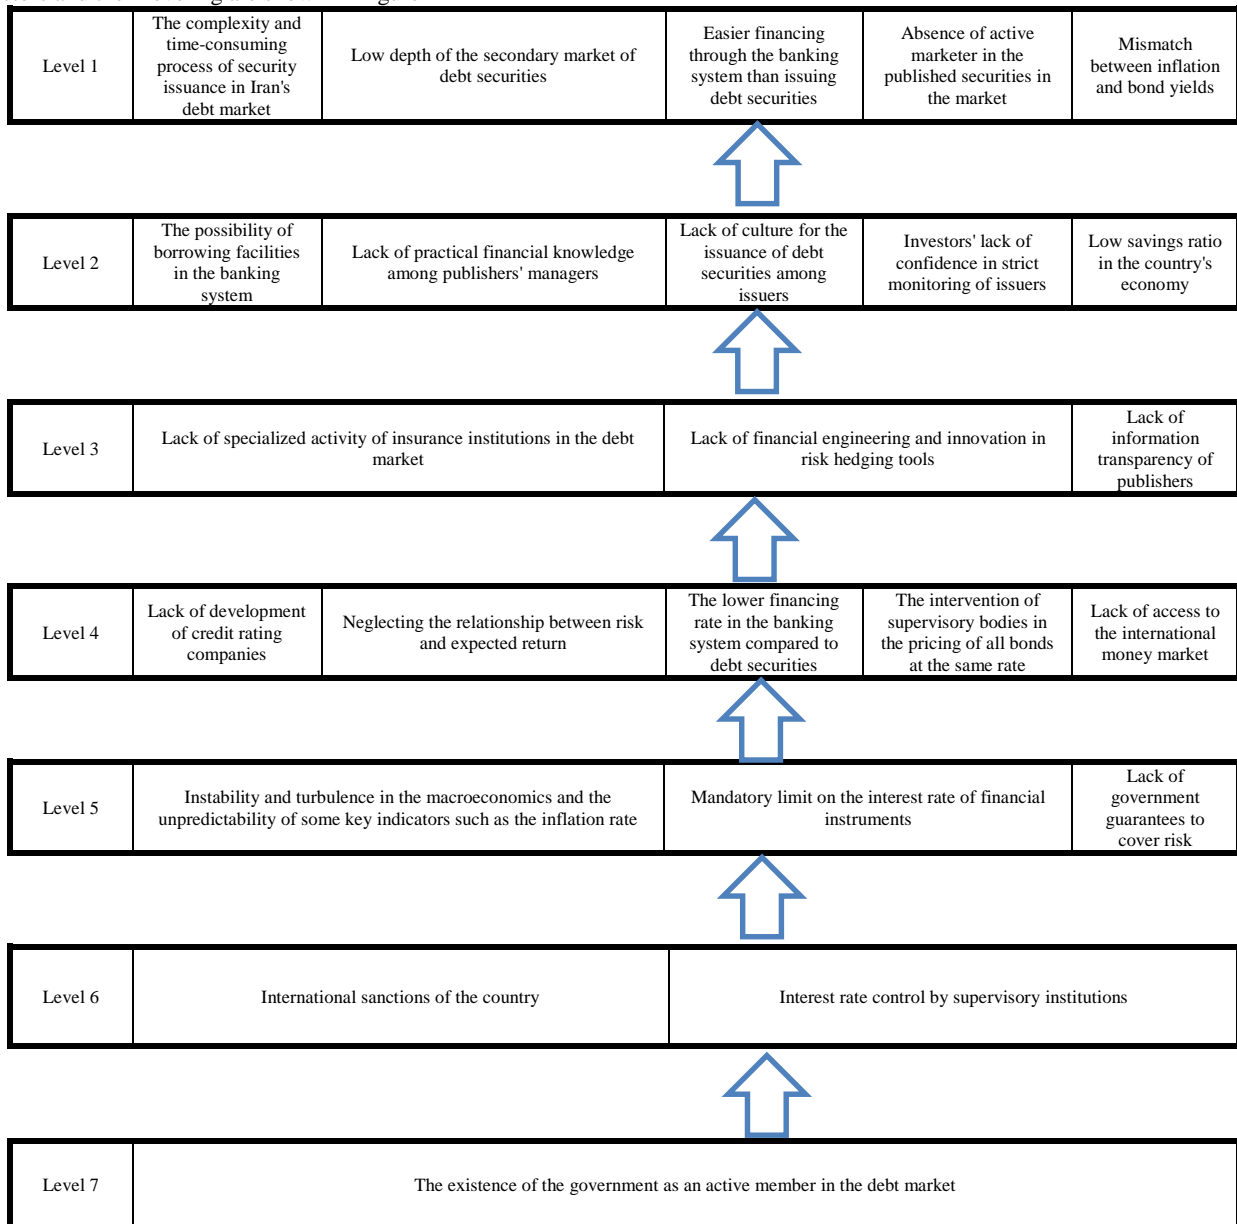 Level 1
The complexity and
time-consuming
process of security
issuance in Iran's
debt market
Low depth of the secondary market of
debt securities
Easier financing
through the banking
system than issuing
debt securities
Absence of active
marketer in the
published securities in
the market
Mismatch
between inflation
and bond yields
Level 2
The possibility of
borrowing facilities
in the banking
system
Lack of practical financial knowledge
among publishers' managers
Lack of culture for the
issuance of debt
securities among
issuers
Investors' lack of
confidence in strict
monitoring of issuers
Low savings ratio
in the country's
economy
Level 3
Lack of specialized activity of insurance institutions in the debt
market
Lack of financial engineering and innovation in
risk hedging tools
Lack of
information
transparency of
publishers
Level 4
Lack of development
of credit rating
companies
Neglecting the relationship between risk
and expected return
The lower financing
rate in the banking
system compared to
debt securities
The intervention of
supervisory bodies in
the pricing of all bonds
at the same rate
Lack of access to
the international
money market
Level 5
Instability and turbulence in the macroeconomics and the
unpredictability of some key indicators such as the inflation rate
Mandatory limit on the interest rate of financial
instruments
Lack of
government
guarantees to
cover risk
Level 6
International sanctions of the country
Interest rate control by supervisory institutions
Level 7
The existence of the government as an active member in the debt market